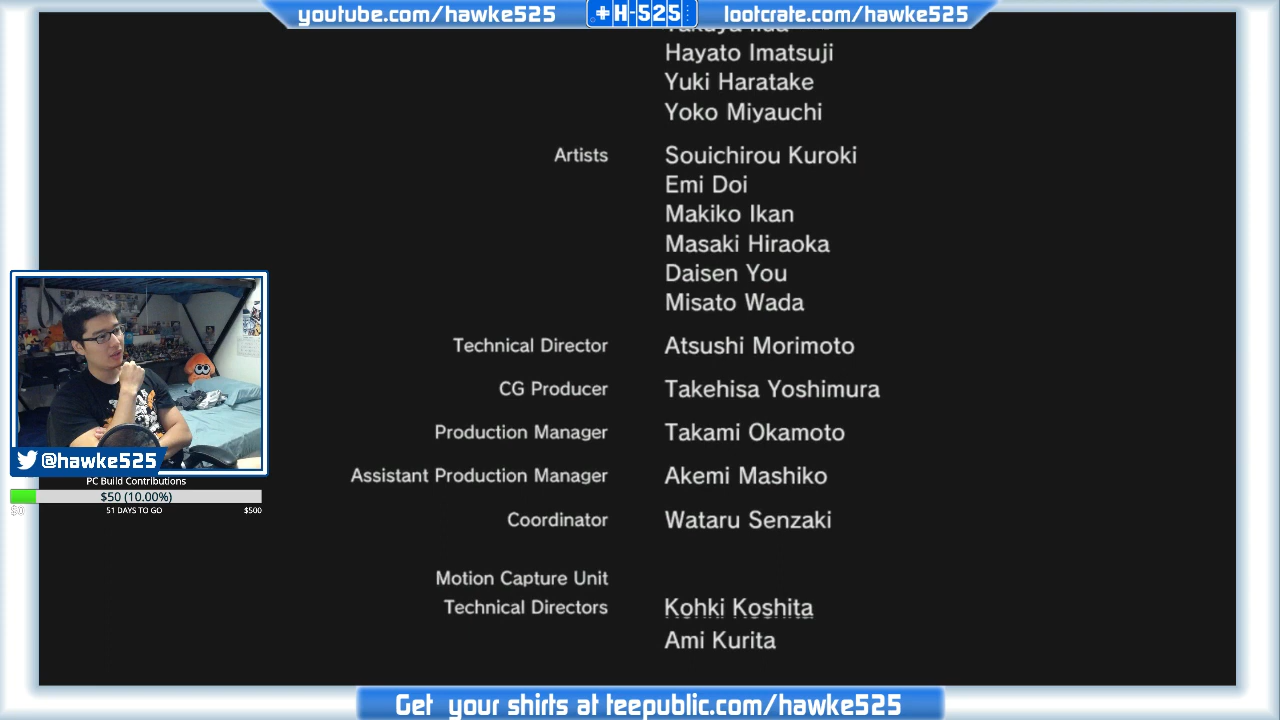 youtube.com/hawke525
+H-525
lootcrate.com/hawke525
Hayato Imatsuji
Yuki Haratake
Yoko Miyauchi
Artists Souichirou Kuroki
Emi Doi
Makiko Ikan
Masaki Hiraoka
Daisen You
Misato Wada
Technical Director Atsushi Morimoto
CG Producer Takehisa Yoshimura
Production Manager Takami Okamoto
Assistant Production Manager Akemi Mashiko
Coordinator Wataru Senzaki
Motion Capture Unit
Technical Directors Kohki Koshita
Ami Kurita
@hawke525
PC Build Contributions
$50 (10.00%)
$0 51 DAYS TO GO $500
Get your shirts at teepublic.com/hawke525